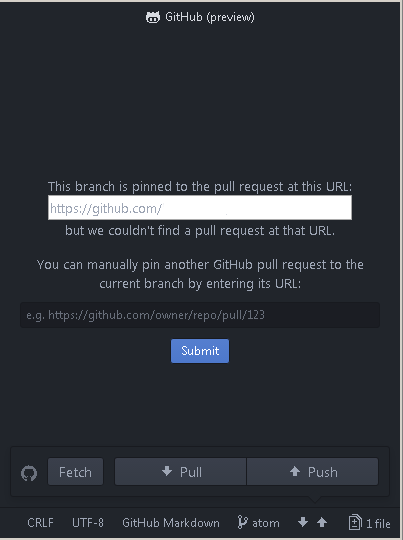 GitHub (preview)
This branch is pinned to the pull request at this URL:
https://github.com/
but we couldn't find a pull request at that URL.
You can manually pin another GitHub pull request to the
current branch by entering its URL:
e.g. https://github.com/owner/repo/pull/123
Submit
Fetch Pull Push
CRLF UTF-8 GitHub Markdown atom 1 file